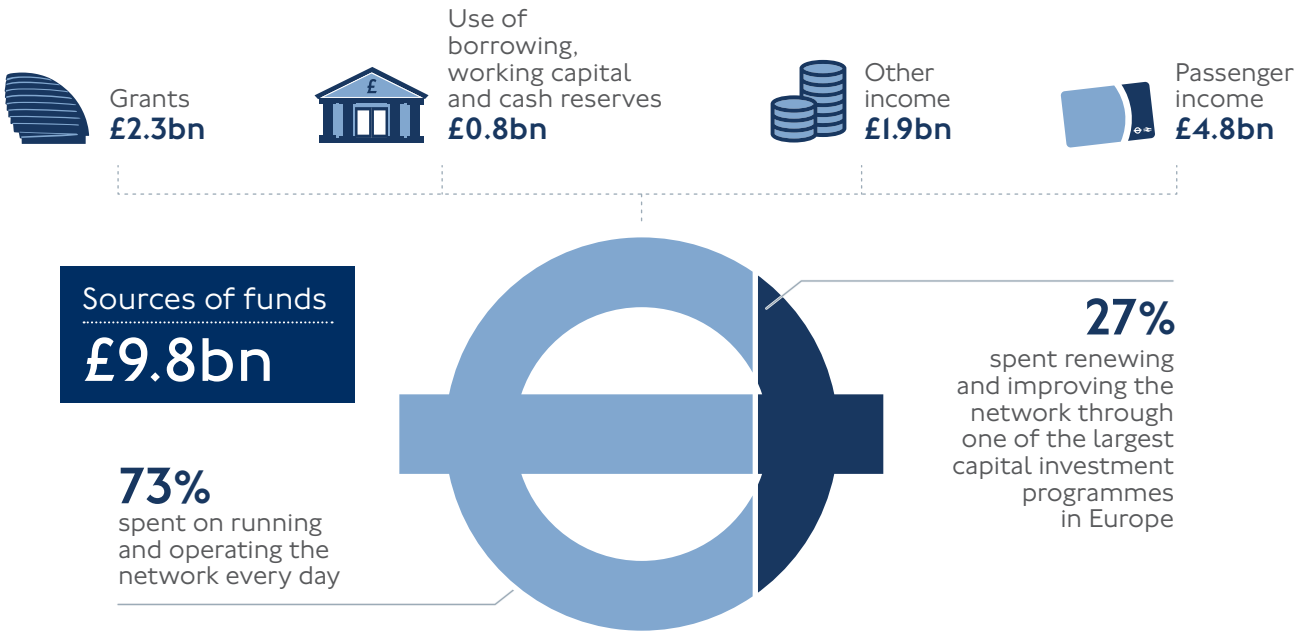 Grants
£2.3bn
£
Use of
borrowing,
working capital
and cash reserves
£0.8bn
Other
income
£1.9bn
Passenger
income
£4.8bn
Sources of funds
£9.8bn
27%
spent renewing
and improving the
network through
one of the largest
capital investment
programmes
in Europe
73%
spent on running
and operating the
network every day